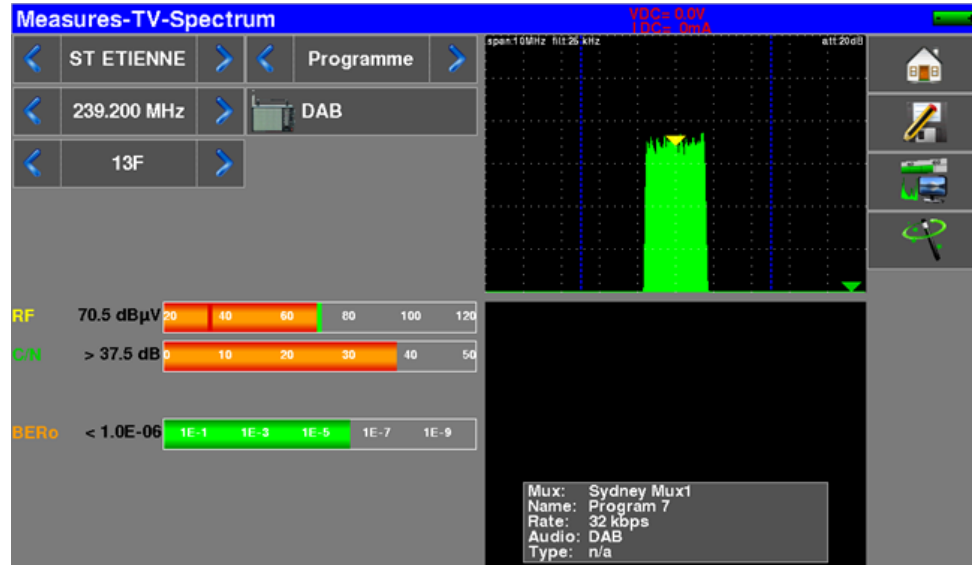 Measures-TV-Spectrum
VDC= 0.0V
I DC= 0mA
ST ETIENNE
Programme
239.200 MHz
DAB
13F
span:10MHz filt:25 kHz
att:20dB
RF 70.5 dBµV 20 40 60 80 100 120
C/N > 37.5 dB 0 10 20 30 40 50
BERo < 1.0E-06 1E-1 1E-3 1E-5 1E-7 1E-9
Mux: Sydney Mux1
Name: Program 7
Rate: 32 kbps
Audio: DAB
Type: n/a